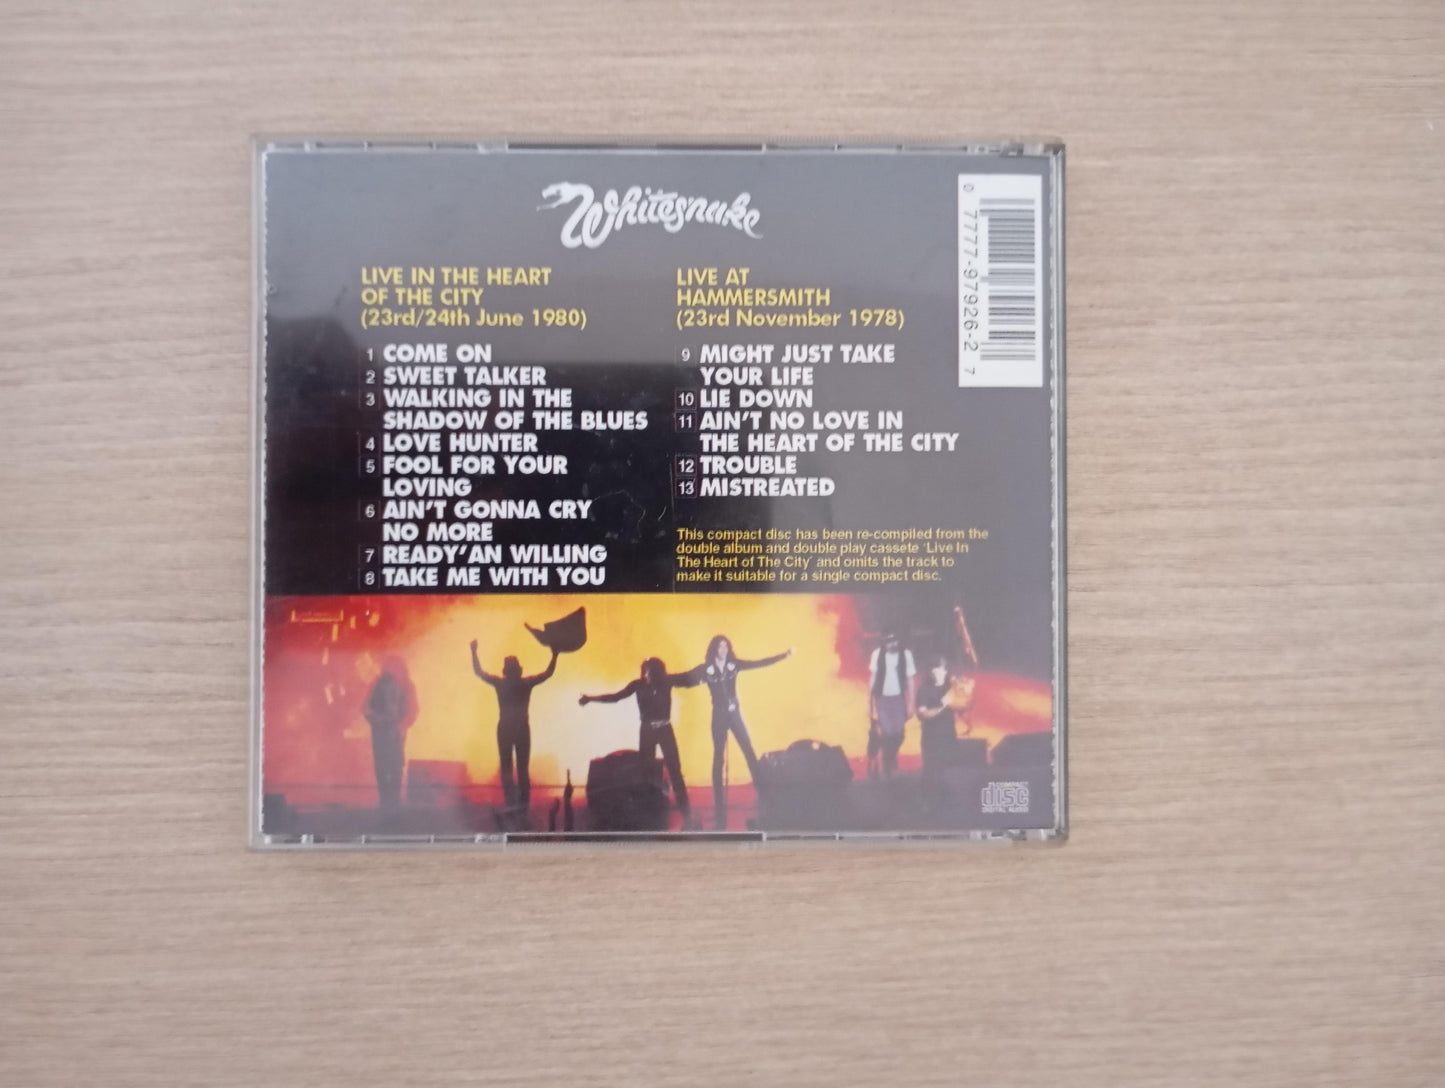 Whitesnake
LIVE IN THE HEART
OF THE CITY
(23rd/24th June 1980)
1 COME ON
2 SWEET TALKER
3 WALKING IN THE
SHADOW OF THE BLUES
4 LOVE HUNTER
5 FOOL FOR YOUR
LOVING
6 AIN'T GONNA CRY
NO MORE
7 READY'AN WILLING
8 TAKE ME WITH YOU
LIVE AT
HAMMERSMITH
(23rd November 1978)
9 MIGHT JUST TAKE
YOUR LIFE
10 LIE DOWN
11 AIN'T NO LOVE IN
THE HEART OF THE CITY
12 TROUBLE
13 MISTREATED
This compact disc has been re-compiled from the
double album and double play cassete 'Live In
The Heart of The City' and omits the track to
make it suitable for a single compact disc.
0 7777-97926-2 7
COMPACT
disc
DIGITAL AUDIO